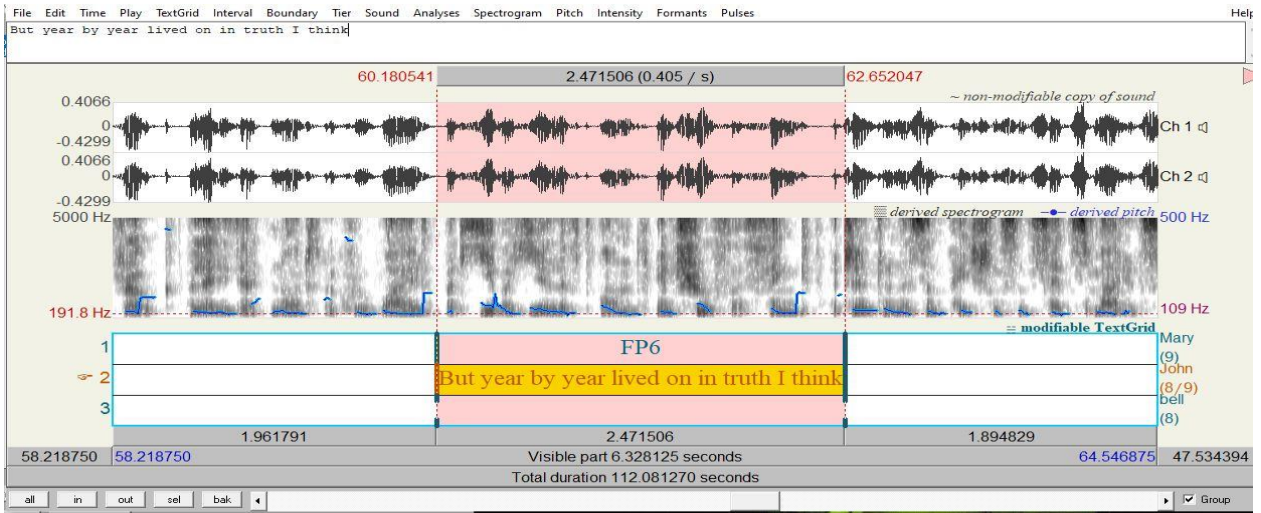 File Edit Time Play TextGrid Interval Boundary Tier Sound Analyses Spectrogram Pitch Intensity Formants Pulses Help
But year by year lived on in truth I think
60.180541 2.471506 (0.405 / s) 62.652047
~ non-modifiable copy of sound
0.4066
0
-0.4299
Ch 1
0.4066
0
-0.4299
Ch 2
5000 Hz derived spectrogram derived pitch 500 Hz
191.8 Hz 109 Hz
modifiable TextGrid
1 FP6 Mary
(9)
2 But year by year lived on in truth I think John
(8/9)
3 bell
(8)
1.961791 2.471506 1.894829
58.218750 58.218750 Visible part 6.328125 seconds 64.546875 47.534394
Total duration 112.081270 seconds
all in out sel bak Group